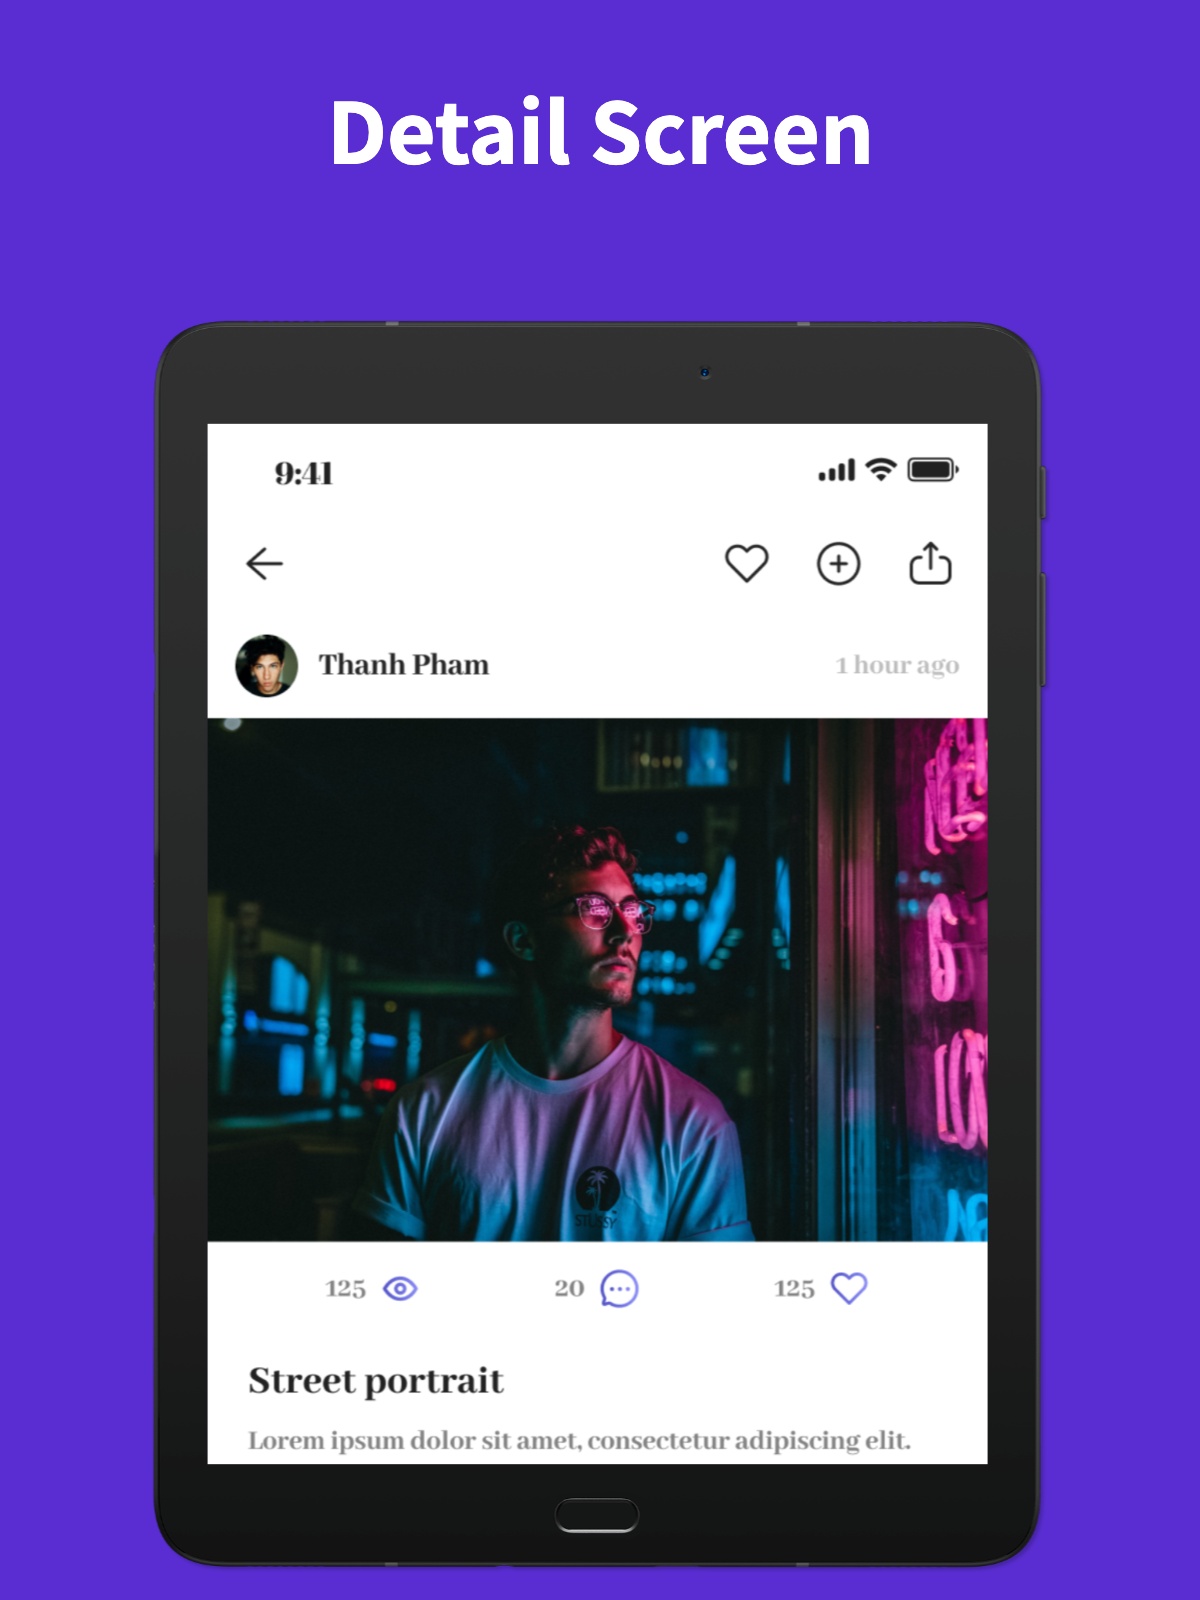 Detail Screen
9:41
Thanh Pham
1 hour ago
STUSSY
125
20
125
Street portrait
Lorem ipsum dolor sit amet, consectetur adipiscing elit.